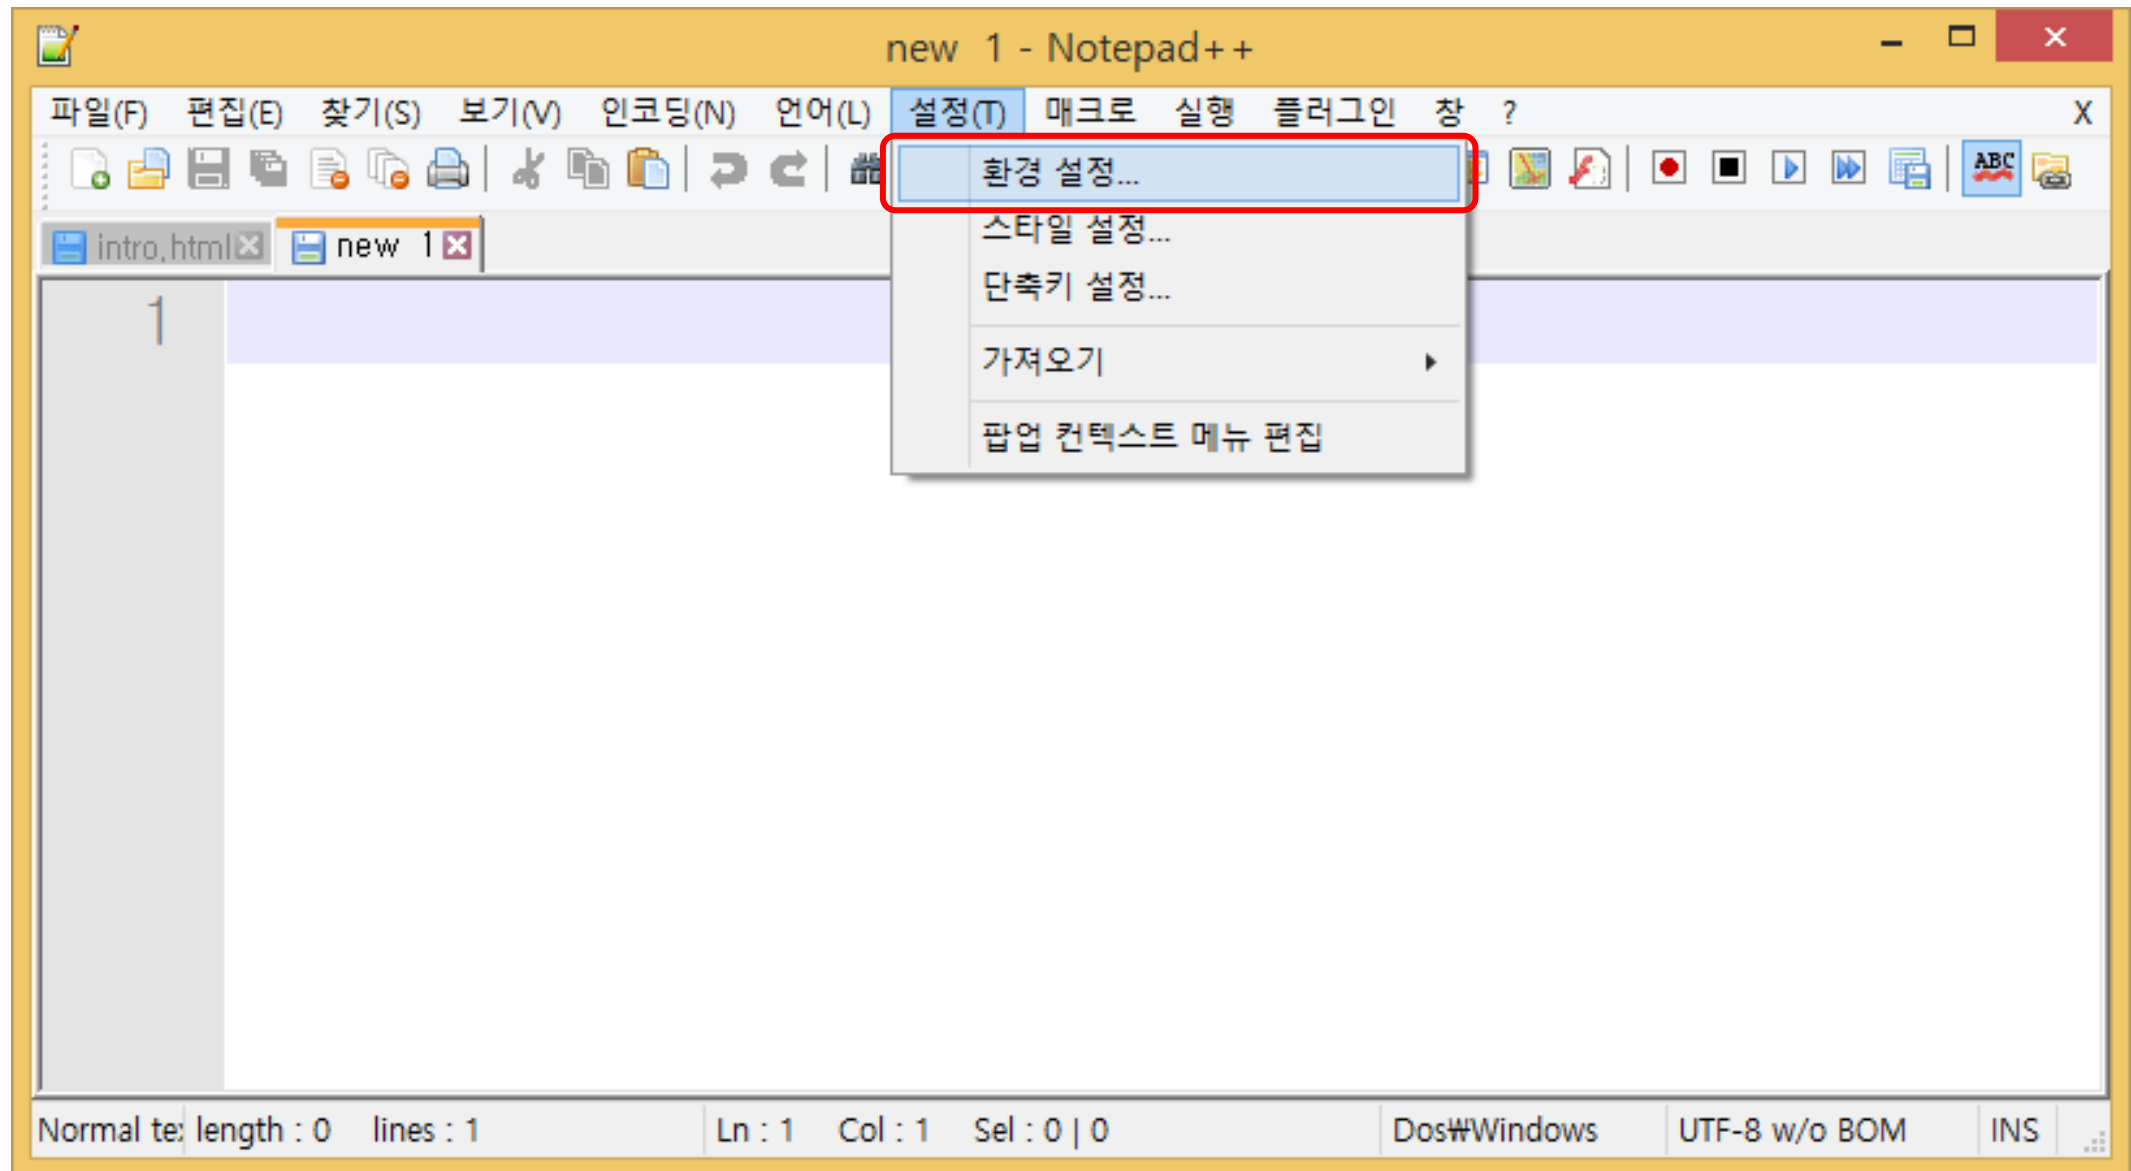 new 1 - Notepad++
파일(F) 편집(E) 찾기(S) 보기(V) 인코딩(N) 언어(L) 설정(T) 매크로 실행 플러그인 창 ? X
환경 설정...
ABC
스타일 설정...
intro.html new 1
단축키 설정...
1
가져오기
팝업 컨텍스트 메뉴 편집
Normal te length : 0 lines : 1 Ln : 1 Col : 1 Sel : 0 | 0 Dos₩Windows UTF-8 w/o BOM INS